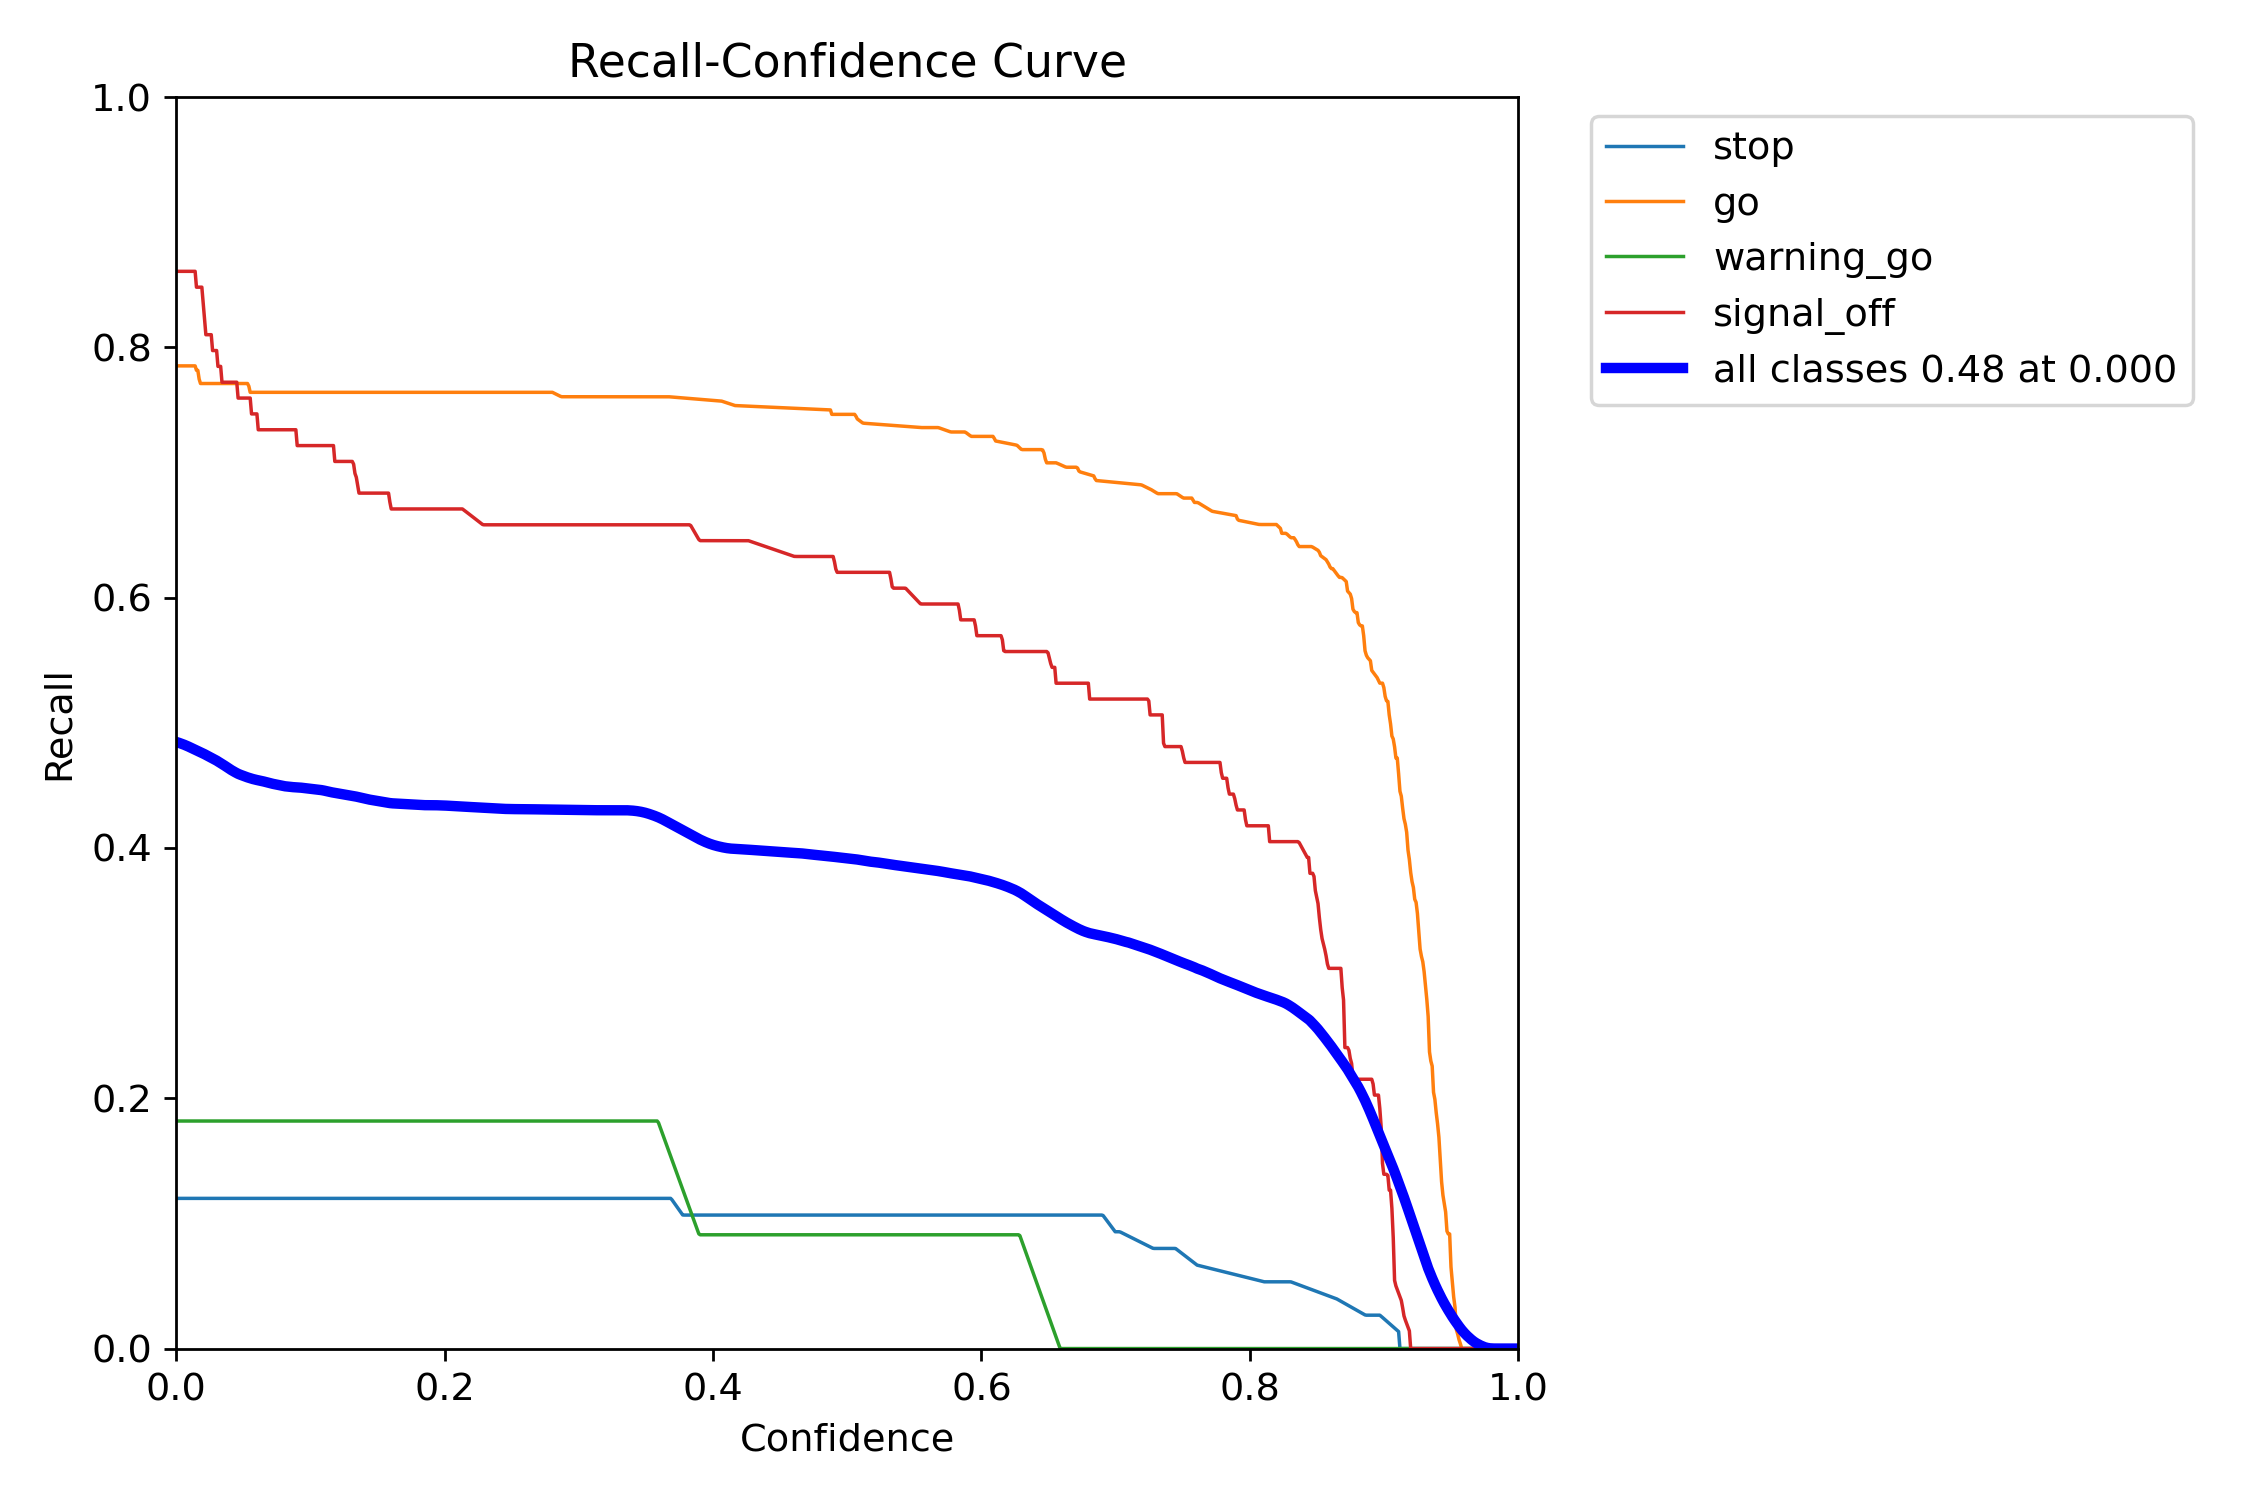 Recall-Confidence Curve
1.0
0.8
0.6
0.4
0.2
0.0
Recall
0.0 0.2 0.4 0.6 0.8 1.0
Confidence
stop
go
warning_go
signal_off
all classes 0.48 at 0.000